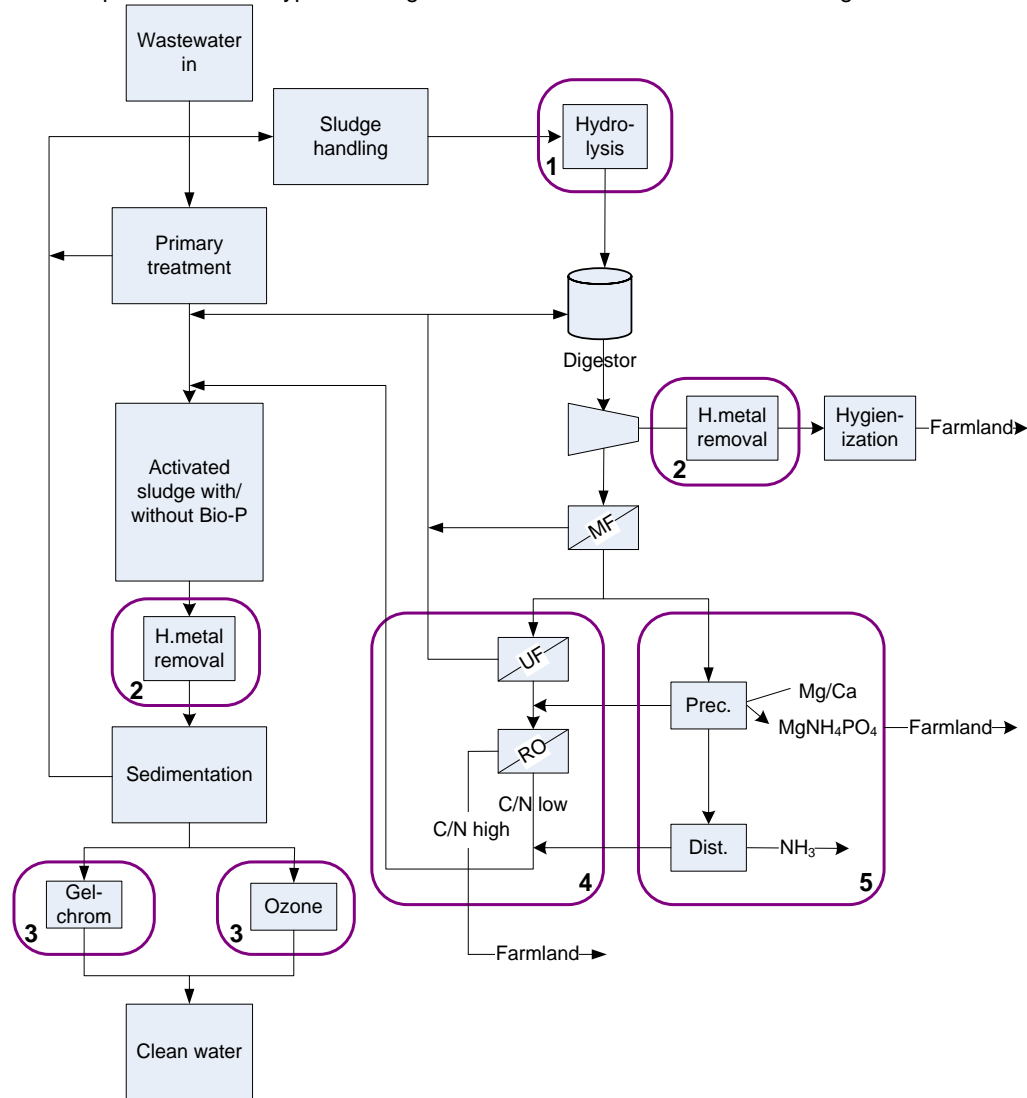 Wastewater
in
Sludge
handling
Hydro-
lysis
1
Primary
treatment
Digestor
H.metal
removal
2
Hygien-
ization
Farmland
Activated
sludge with/
without Bio-P
MF
H.metal
removal
2
UF
Prec.
Mg/Ca
MgNH₄PO₄
Farmland
RO
Sedimentation
C/N low
C/N high
Dist.
NH₃
4
5
Gel-
chrom
3
Ozone
3
Farmland
Clean water